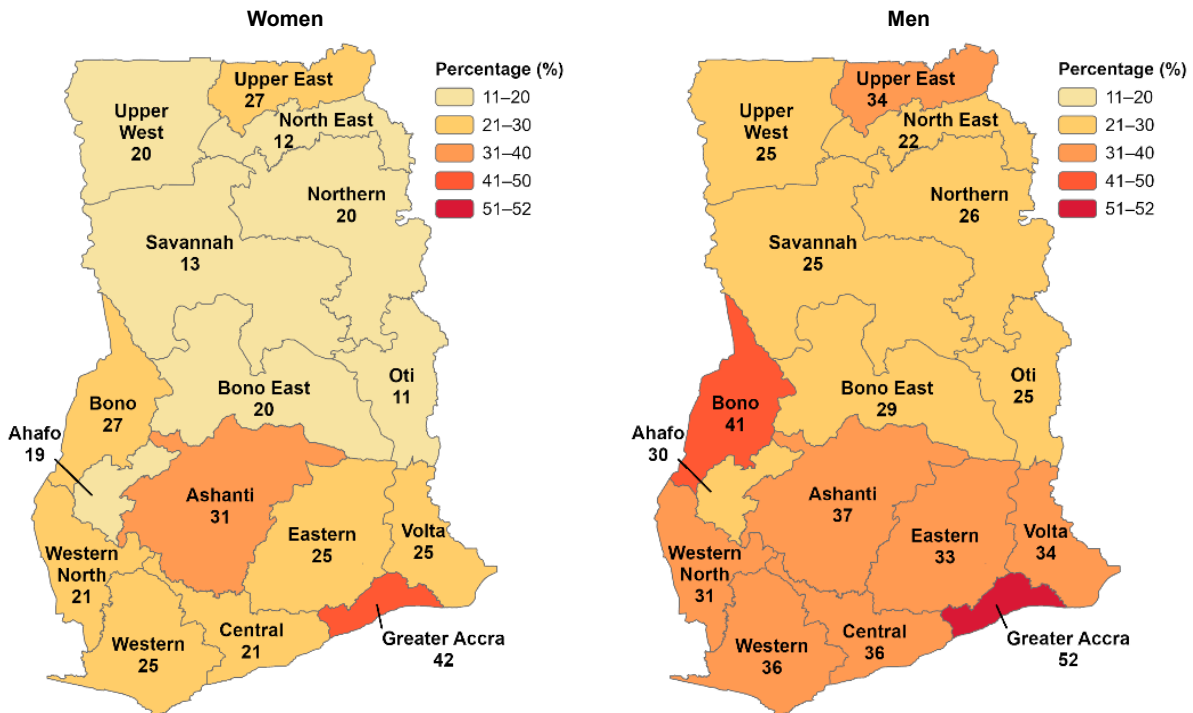 Women
Percentage (%)
11–20
21–30
31–40
41–50
51–52
Upper East
27
Upper
West
20
North East
12
Northern
20
Savannah
13
Bono East
20
Oti
11
Bono
27
Ahafo
19
Ashanti
31
Eastern
25
Volta
25
Western
North
21
Western
25
Central
21
Greater Accra
42
Men
Percentage (%)
11–20
21–30
31–40
41–50
51–52
Upper East
34
Upper
West
25
North East
22
Northern
26
Savannah
25
Bono East
29
Oti
25
Bono
41
Ahafo
30
Ashanti
37
Eastern
33
Volta
34
Western
North
31
Western
36
Central
36
Greater Accra
52